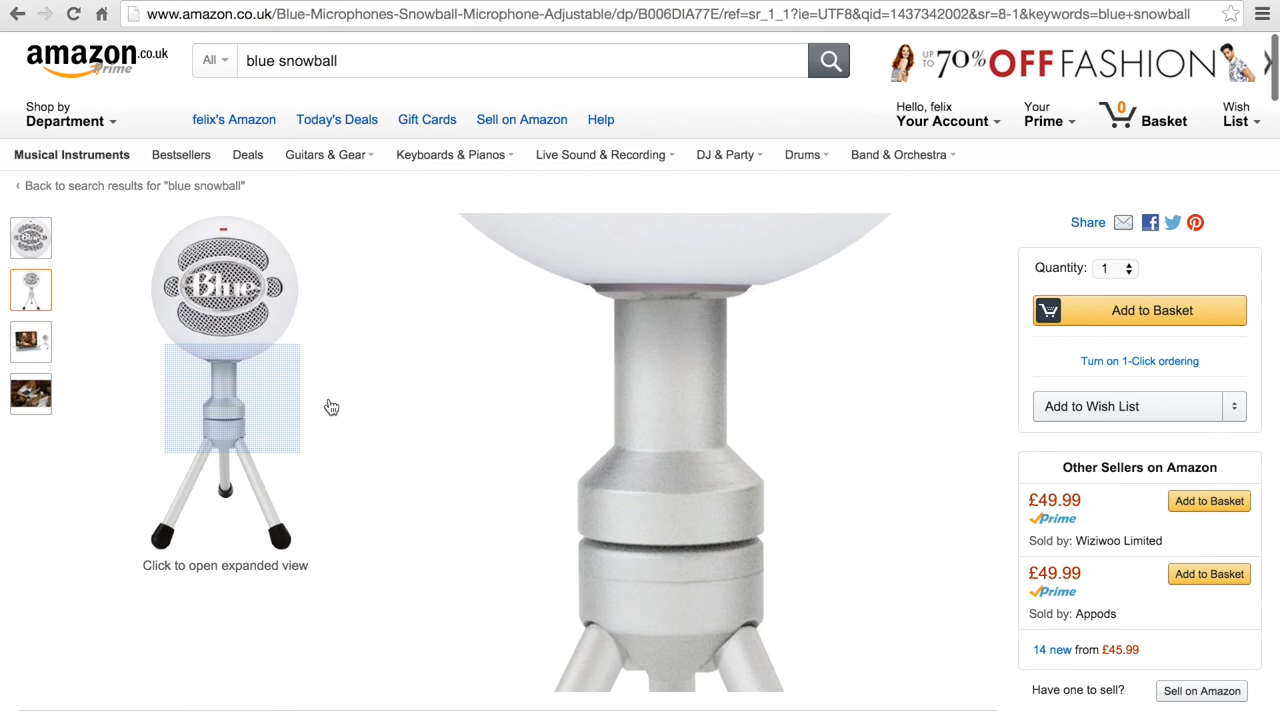 www.amazon.co.uk/Blue-Microphones-Snowball-Microphone-Adjustable/dp/B006DIA77E/ref=sr_1_1?ie=UTF8&qid=1437342002&sr=8-1&keywords=blue+snowball
amazon.co.uk
Prime
All
blue snowball
UP TO 70% OFF FASHION
Shop by
Department
felix's Amazon
Today's Deals
Gift Cards
Sell on Amazon
Help
Hello, felix
Your Account
Your
Prime
0
Basket
Wish
List
Musical Instruments
Bestsellers
Deals
Guitars & Gear
Keyboards & Pianos
Live Sound & Recording
DJ & Party
Drums
Band & Orchestra
‹ Back to search results for "blue snowball"
Blue
Blue
Click to open expanded view
Share
Quantity: 1
Add to Basket
Turn on 1-Click ordering
Add to Wish List
Other Sellers on Amazon
£49.99
Add to Basket
Prime
Sold by: Wiziwoo Limited
£49.99
Add to Basket
Prime
Sold by: Appods
14 new from £45.99
Have one to sell?
Sell on Amazon